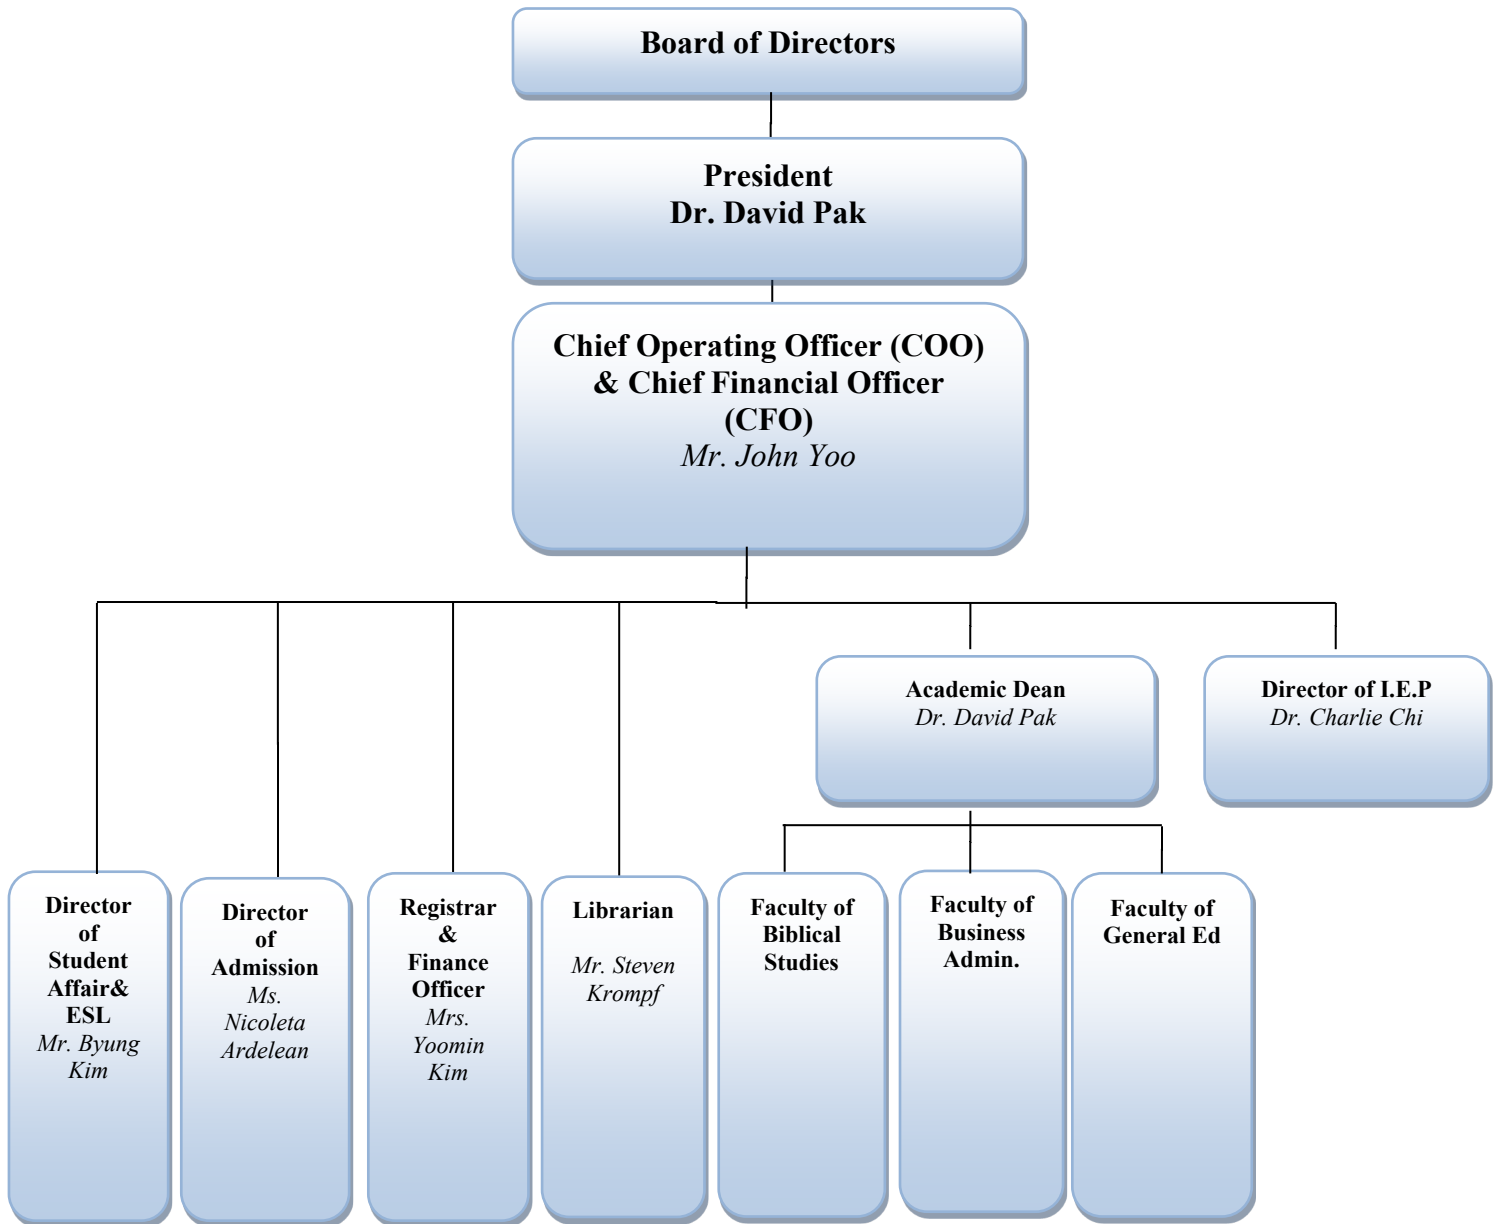 Board of Directors
President
Dr. David Pak
Chief Operating Officer (COO)
& Chief Financial Officer
(CFO)
Mr. John Yoo
Academic Dean
Dr. David Pak
Director of I.E.P
Dr. Charlie Chi
Director
of
Student
Affair&
ESL
Mr. Byung
Kim
Director
of
Admission
Ms.
Nicoleta
Ardelean
Registrar
&
Finance
Officer
Mrs.
Yoomin
Kim
Librarian
Mr. Steven
Krompf
Faculty of
Biblical
Studies
Faculty of
Business
Admin.
Faculty of
General Ed